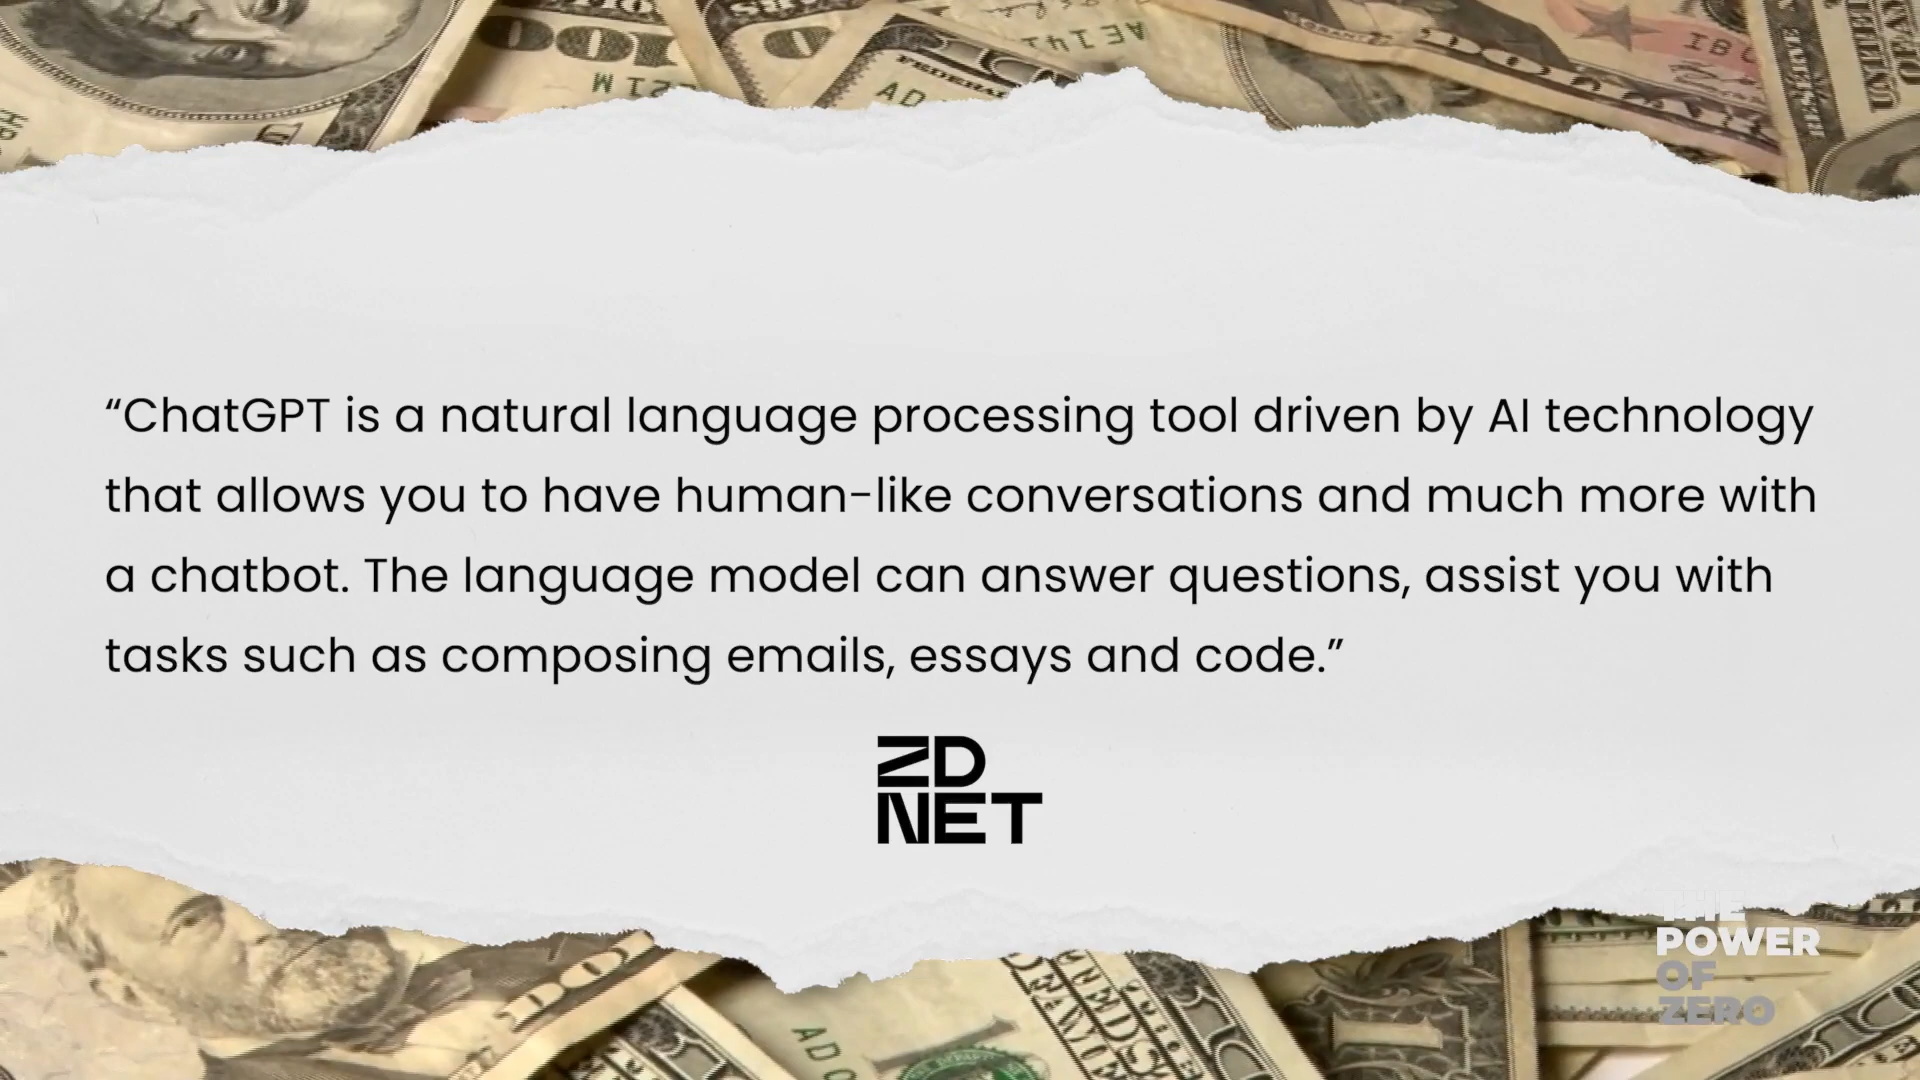 “ChatGPT is a natural language processing tool driven by AI technology
that allows you to have human-like conversations and much more with
a chatbot. The language model can answer questions, assist you with
tasks such as composing emails, essays and code.”
ZD
NET
THE
POWER
OF
ZERO